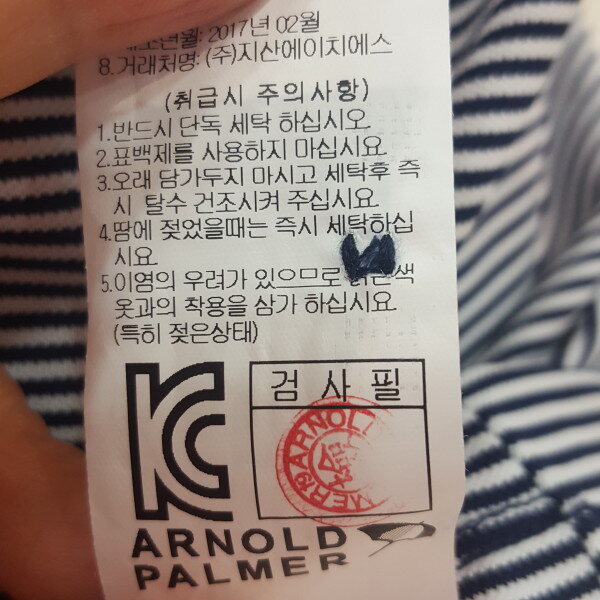 제조년월: 2017년 02월
8.거래처명: (주)지산에이치에스
(취급시 주의사항)
1.반드시 단독 세탁 하십시오
2.표백제를 사용하지 마십시요
3.오래 담가두지 마시고 세탁후 즉
시 탈수 건조시켜 주십시요
4.땀에 젖었을때는 즉시 세탁하십
시요.
5.이염의 우려가 있으므로
옷과의 착용을 삼가 하십시요
(특히 젖은상태)
검 사 필
ARNOLD
KC
ARNOLD
PALMER